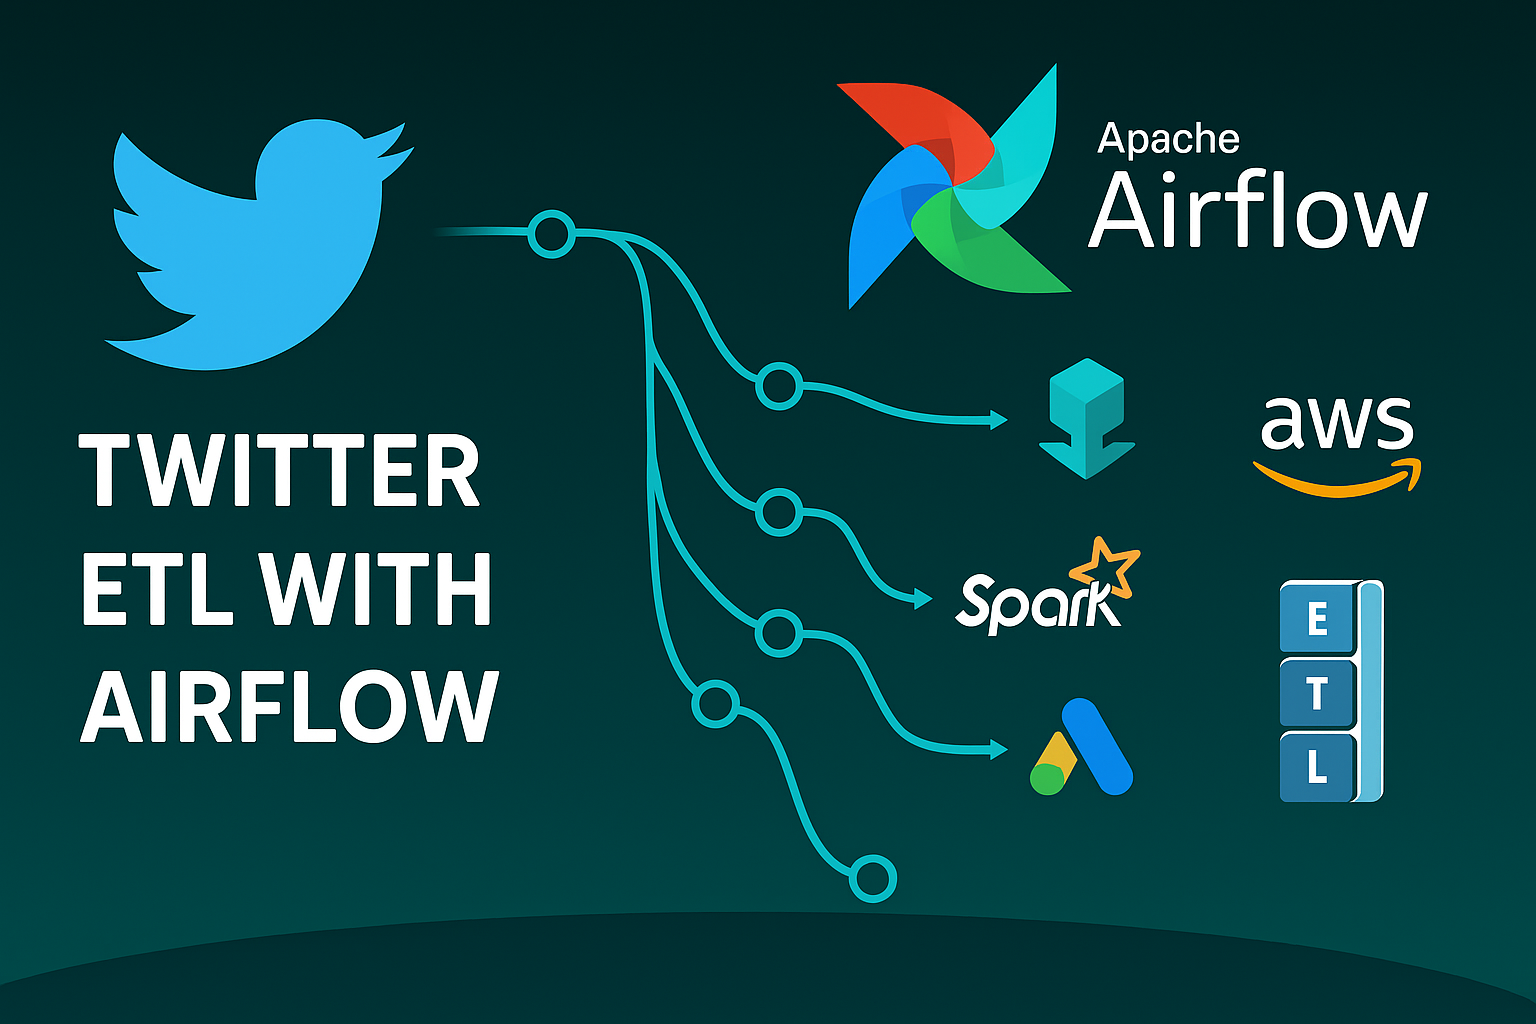 TWITTER
ETL WITH
AIRFLOW
Apache
Airflow
aws
Spark
E
T
L